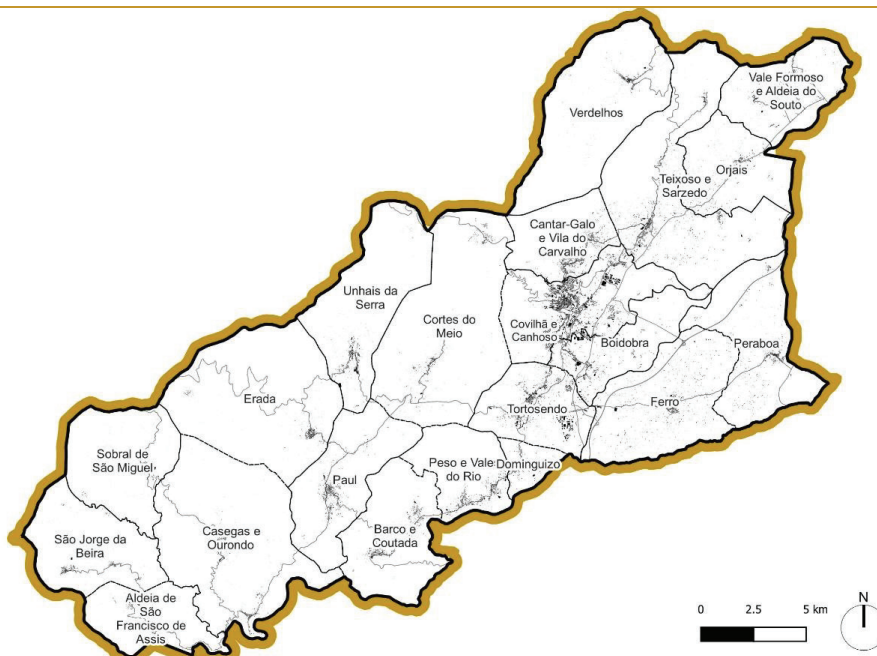 Vale Formoso
e Aldeia do
Souto
Verdelhos
Orjais
Teixoso e
Sarzedo
Cantar-Galo
e Vila do
Carvalho
Unhais da
Serra
Cortes do
Meio
Covilhã e
Canhoso
Boidobra
Peraboa
Erada
Ferro
Tortosendo
Sobral de
São Miguel
Peso e Vale
do Rio
Dominguizo
Paul
Casegas e
Ourondo
Barco e
Coutada
São Jorge da
Beira
Aldeia de
São
Francisco de
Assis
N
0 2.5 5 km